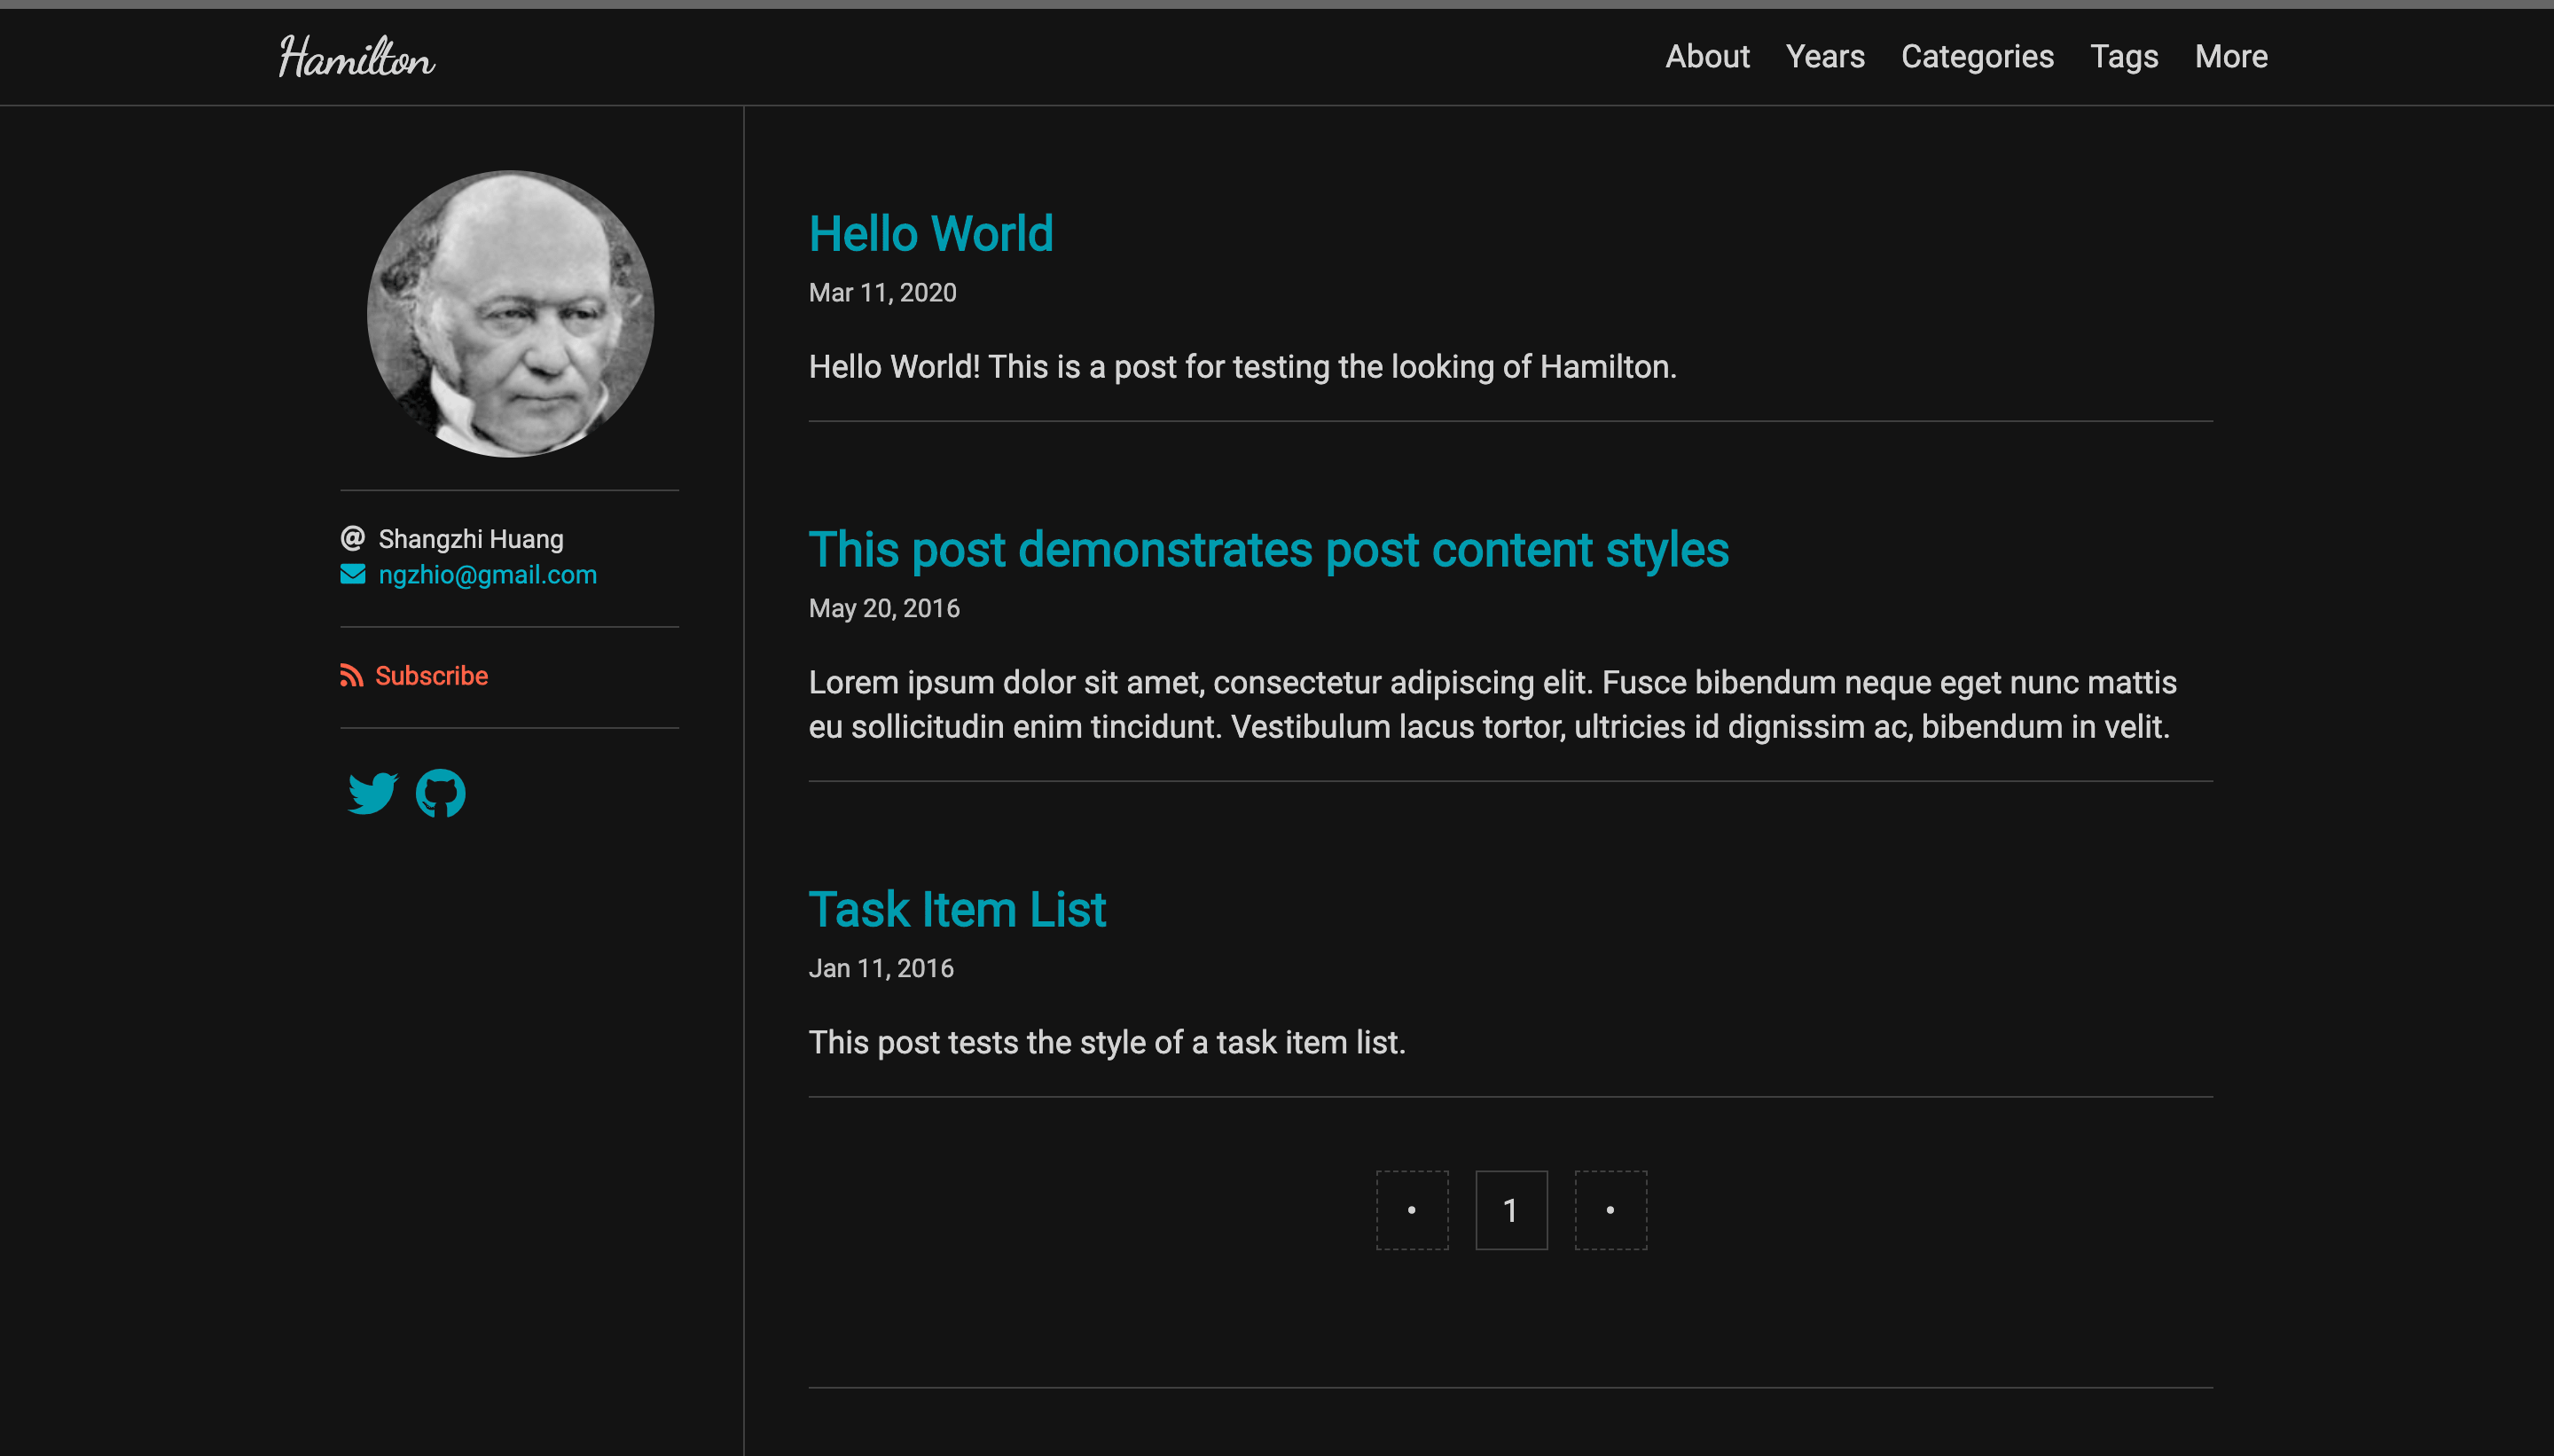 Hamilton
About Years Categories Tags More
Shangzhi Huang
ngzhio@gmail.com
Subscribe
Hello World
Mar 11, 2020
Hello World! This is a post for testing the looking of Hamilton.
This post demonstrates post content styles
May 20, 2016
Lorem ipsum dolor sit amet, consectetur adipiscing elit. Fusce bibendum neque eget nunc mattis
eu sollicitudin enim tincidunt. Vestibulum lacus tortor, ultricies id dignissim ac, bibendum in velit.
Task Item List
Jan 11, 2016
This post tests the style of a task item list.
• 1 •